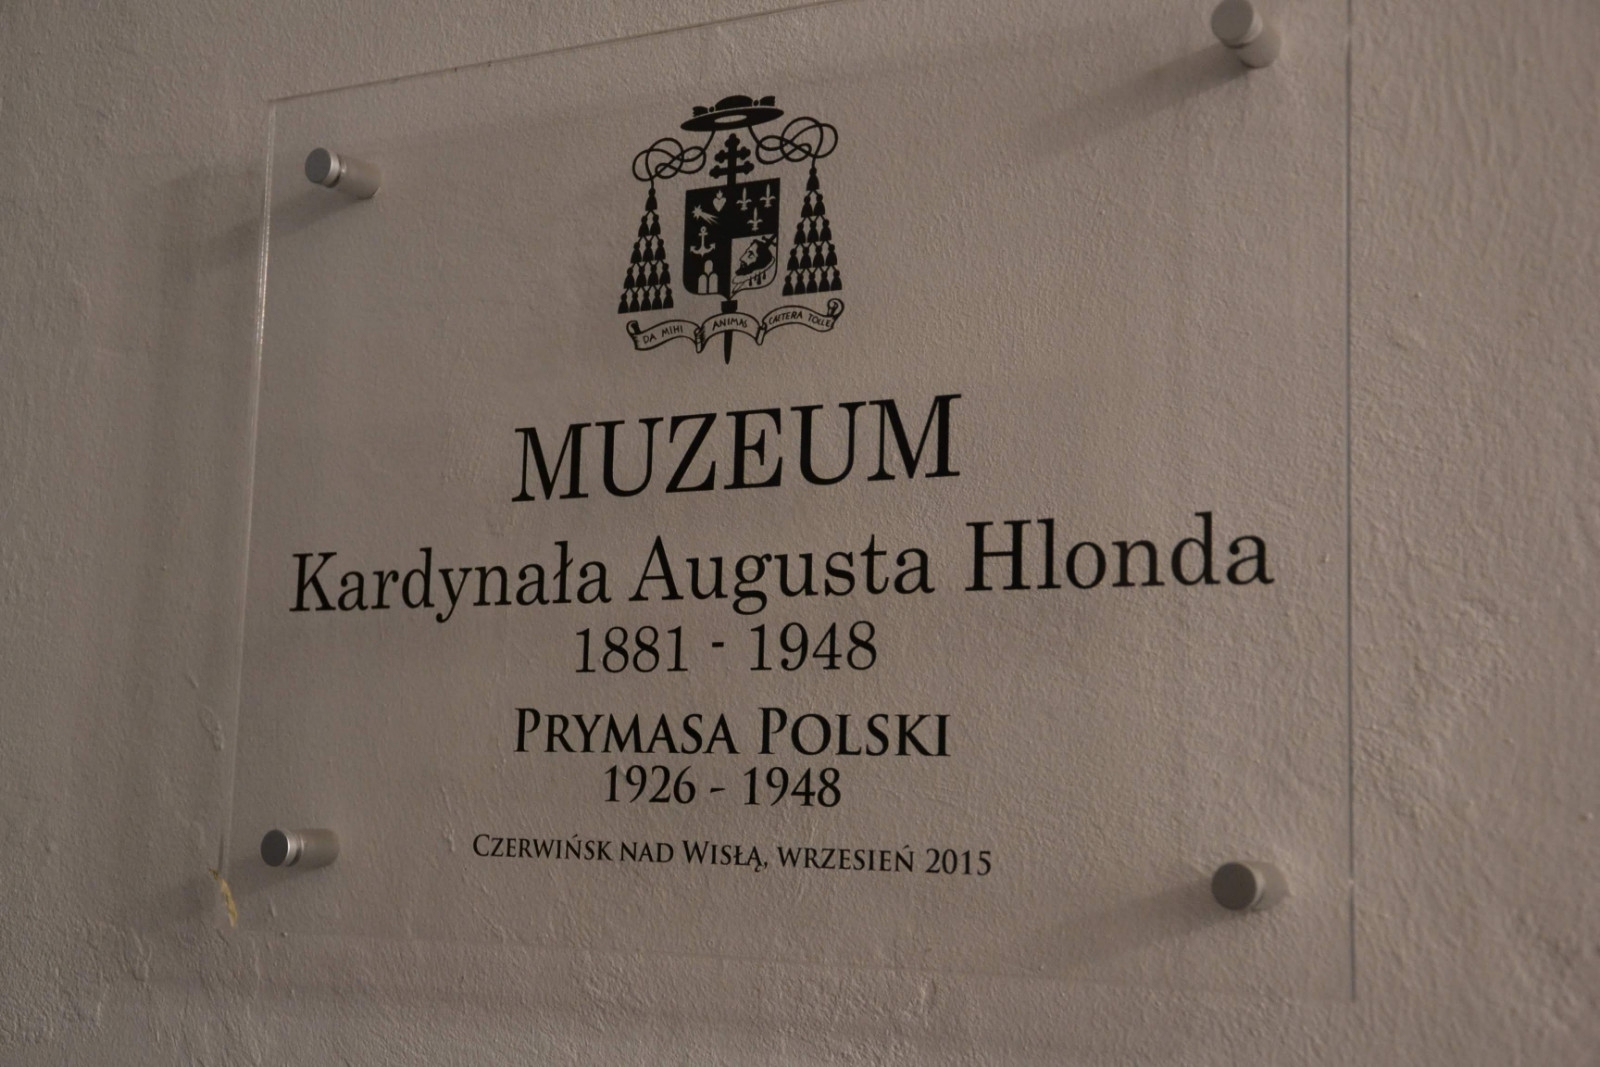 DA MIHI ANIMAS CAETERA TOLLE
MUZEUM
Kardynała Augusta Hlonda
1881 - 1948
PRYMASA POLSKI
1926 - 1948
CZERWIŃSK NAD WISŁĄ, WRZESIEŃ 2015